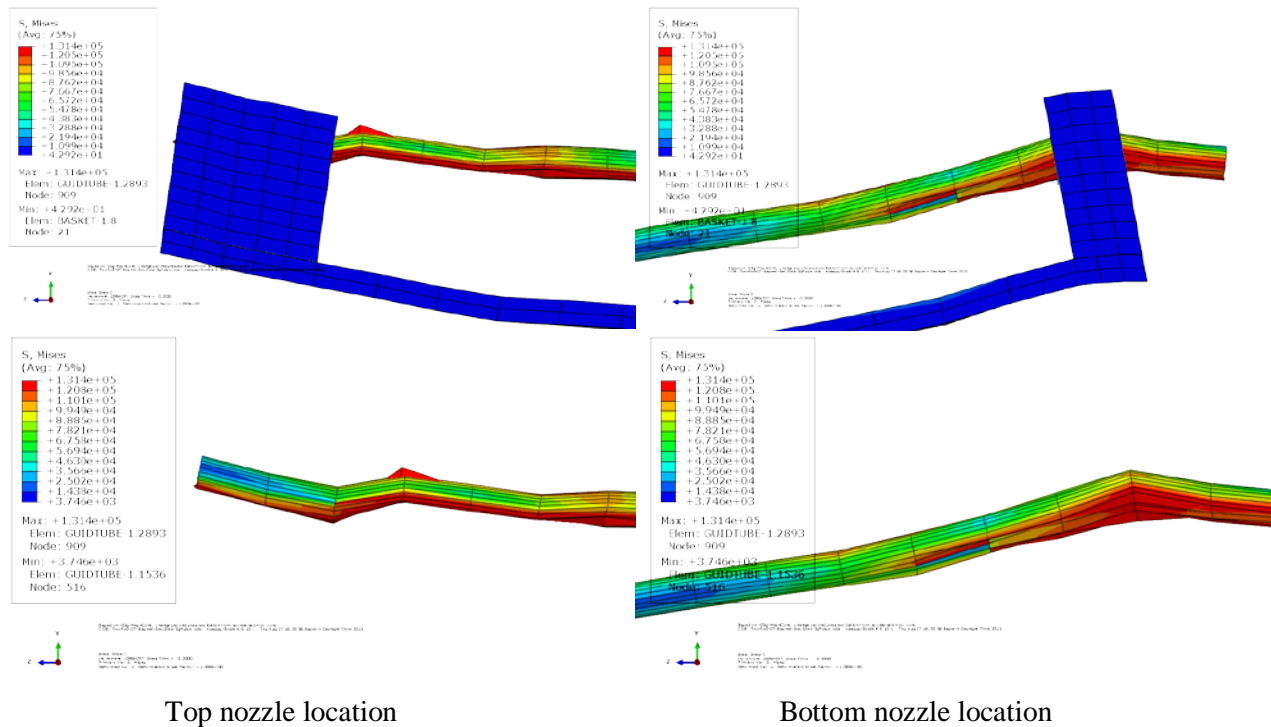 S, Mises
(Avg: 75%)
+1.314e+05
+1.205e+05
+1.095e+05
+9.856e+04
+8.762e+04
+7.667e+04
+6.572e+04
+5.478e+04
+4.383e+04
+3.288e+04
+2.194e+04
+1.099e+04
+4.292e+01
Max: +1.314e+05
Elem: GUIDTUBE-1.2893
Node: 909
Min: +4.292e+01
Elem: BASKET-1.8
Node: 21
Y
Z
S, Mises
(Avg: 75%)
+1.314e+05
+1.205e+05
+1.095e+05
+9.856e+04
+8.762e+04
+7.667e+04
+6.572e+04
+5.478e+04
+4.383e+04
+3.288e+04
+2.194e+04
+1.099e+04
+4.292e+01
Max: +1.314e+05
Elem: GUIDTUBE-1.2893
Node: 909
Min: +4.292e+01
Elem: BASKET-1.8
Node: 21
Y
Z
S, Mises
(Avg: 75%)
+1.314e+05
+1.208e+05
+1.101e+05
+9.949e+04
+8.885e+04
+7.821e+04
+6.758e+04
+5.694e+04
+4.630e+04
+3.566e+04
+2.502e+04
+1.438e+04
+3.746e+03
Max: +1.314e+05
Elem: GUIDTUBE-1.2893
Node: 909
Min: +3.746e+03
Elem: GUIDTUBE-1.1536
Node: 516
Y
Z
S, Mises
(Avg: 75%)
+1.314e+05
+1.208e+05
+1.101e+05
+9.949e+04
+8.885e+04
+7.821e+04
+6.758e+04
+5.694e+04
+4.630e+04
+3.566e+04
+2.502e+04
+1.438e+04
+3.746e+03
Max: +1.314e+05
Elem: GUIDTUBE-1.2893
Node: 909
Min: +3.746e+03
Elem: GUIDTUBE-1.1536
Node: 516
Y
Z
Top nozzle location
Bottom nozzle location